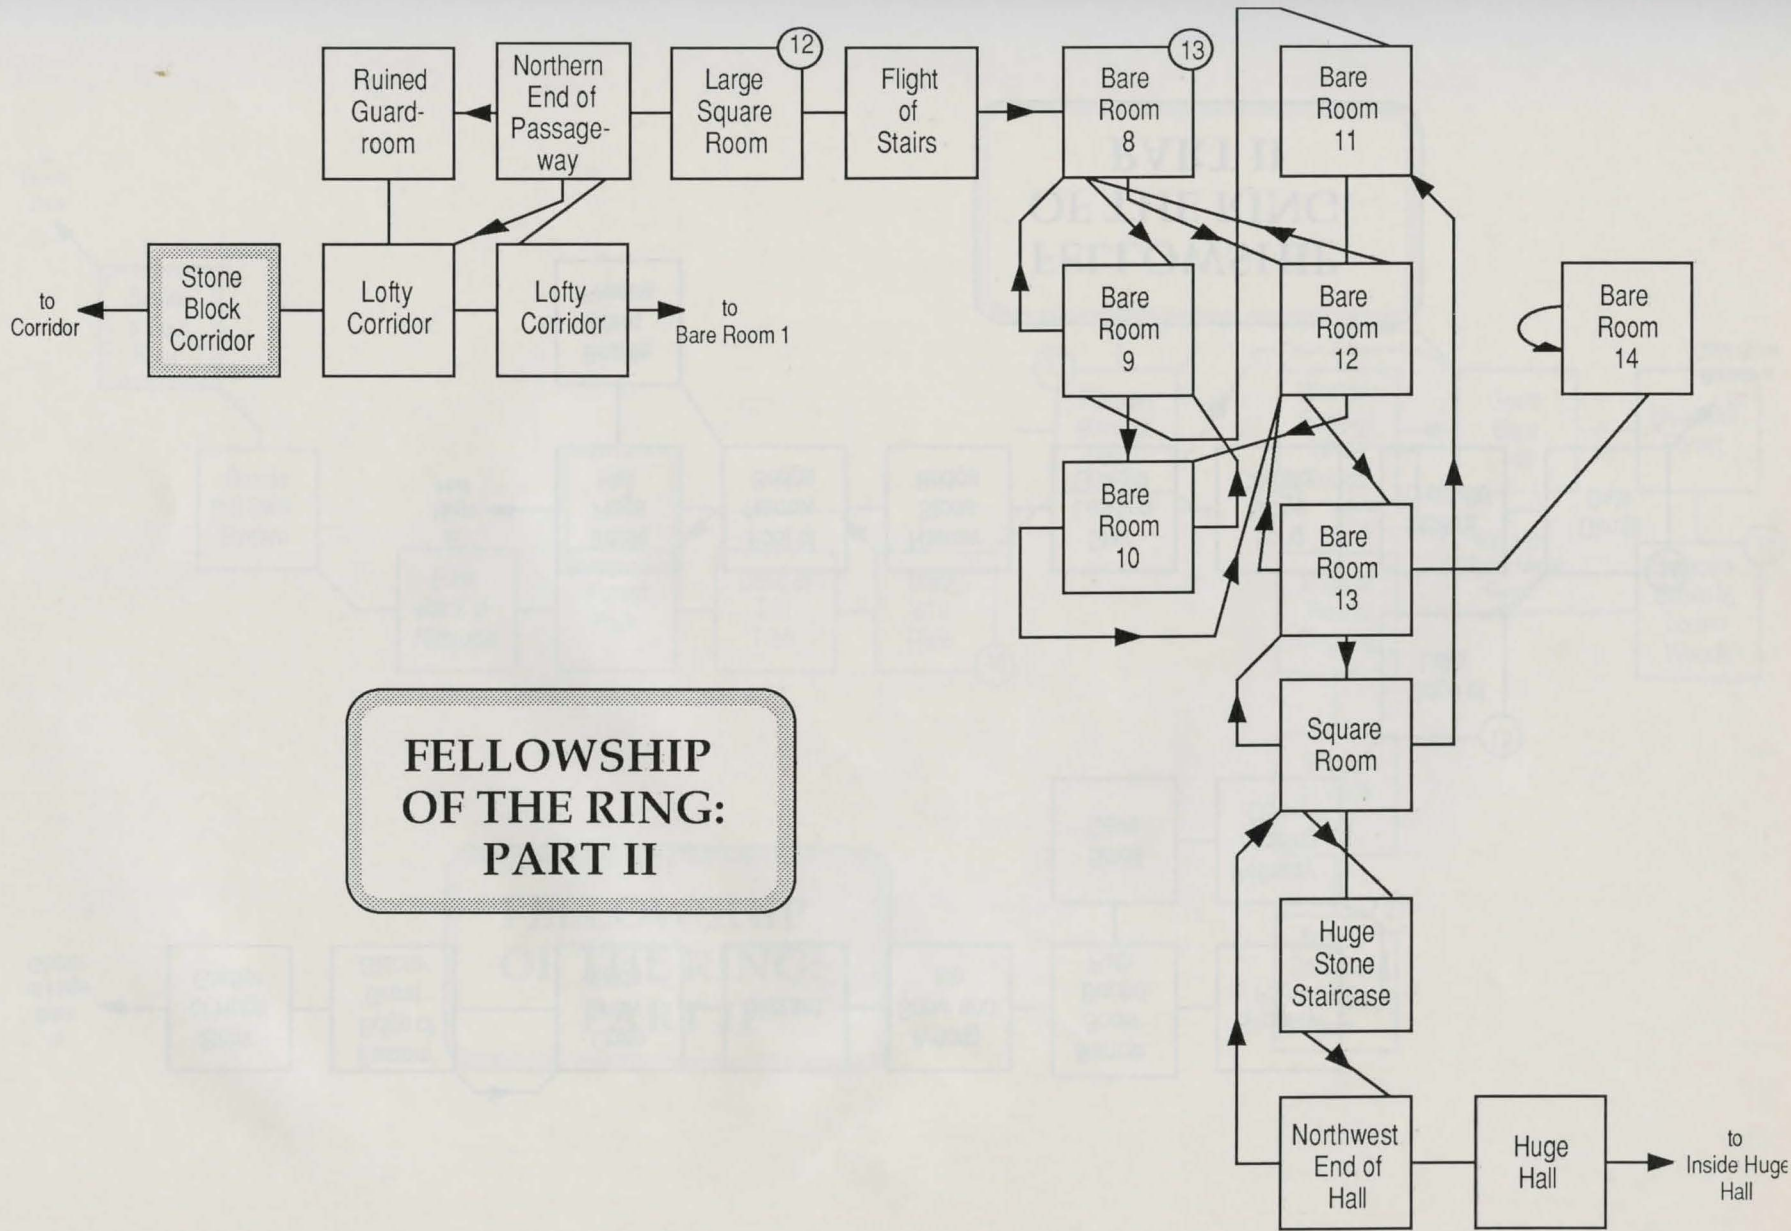 12
13
Ruined
Guard-
room
Northern
End of
Passage-
way
Large
Square
Room
Flight
of
Stairs
Bare
Room
8
Bare
Room
11
to
Corridor
Stone
Block
Corridor
Lofty
Corridor
Lofty
Corridor
to
Bare Room 1
Bare
Room
9
Bare
Room
12
Bare
Room
14
Bare
Room
10
Bare
Room
13
FELLOWSHIP
OF THE RING:
PART II
Square
Room
Huge
Stone
Staircase
Northwest
End of
Hall
Huge
Hall
to
Inside Huge
Hall